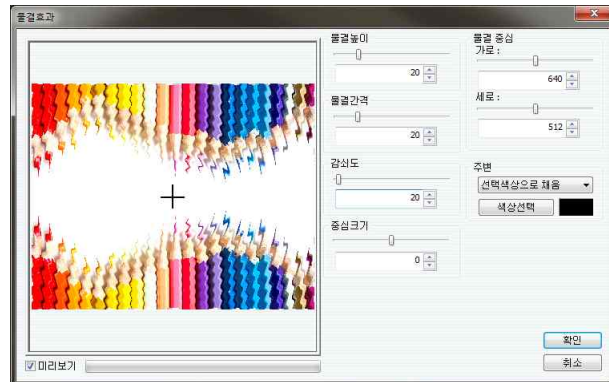 물결효과
물결높이
20
물결간격
20
감쇠도
20
중심크기
0
물결 중심
가로 :
640
세로 :
512
주변
선택색상으로 채움
색상선택
미리보기
확인
취소